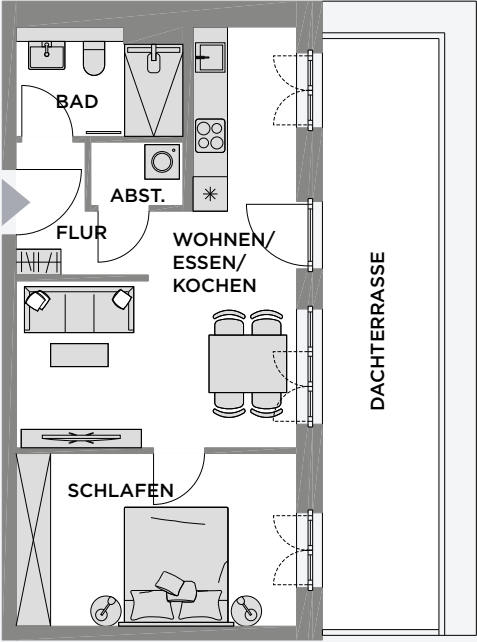 BAD
ABST.
FLUR
WOHNEN/
ESSEN/
KOCHEN
DACHTERRASSE
SCHLAFEN